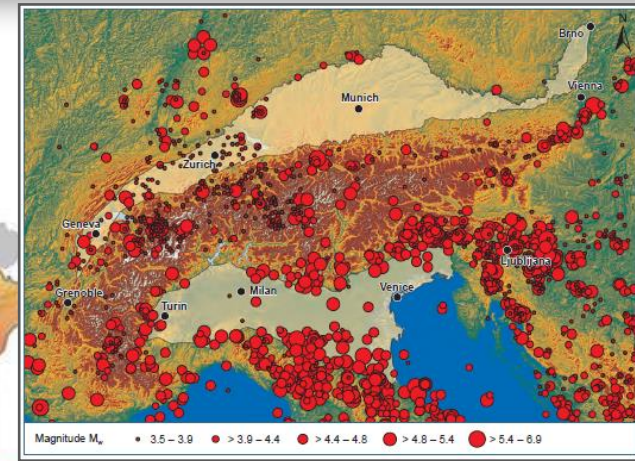 N
Brno
Vienna
Munich
Zurich
Geneva
Ljubljana
Grenoble
Turin
Milan
Venice
Magnitude Mw 3.5 – 3.9 > 3.9 – 4.4 > 4.4 – 4.8 > 4.8 – 5.4 > 5.4 – 6.9